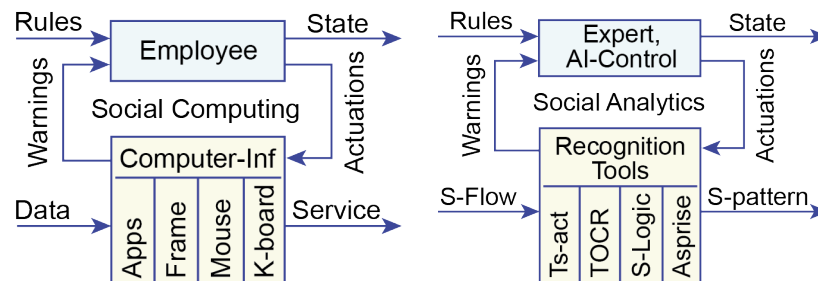 Rules
Employee
State
Warnings
Social Computing
Actuations
Computer-Inf
Data
Apps
Frame
Mouse
K-board
Service
Rules
Expert,
AI-Control
State
Warnings
Social Analytics
Actuations
Recognition
Tools
S-Flow
Ts-act
TOCR
S-Logic
Asprise
S-pattern